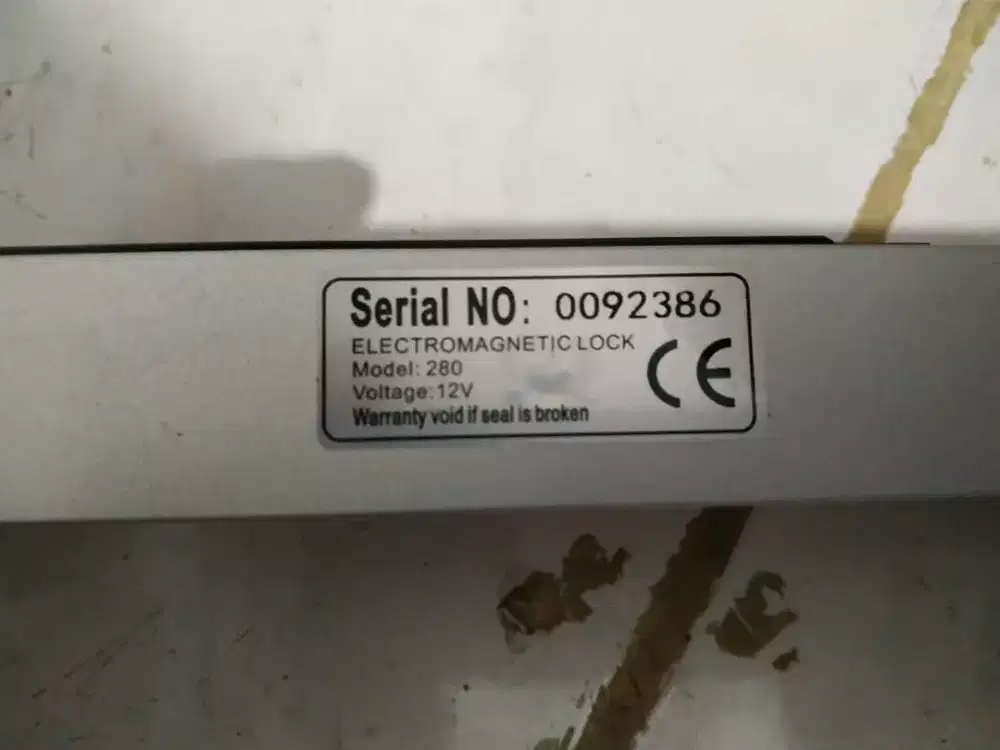 Serial NO: 0092386
ELECTROMAGNETIC LOCK
Model: 280
Voltage:12V
Warranty void if seal is broken
CE